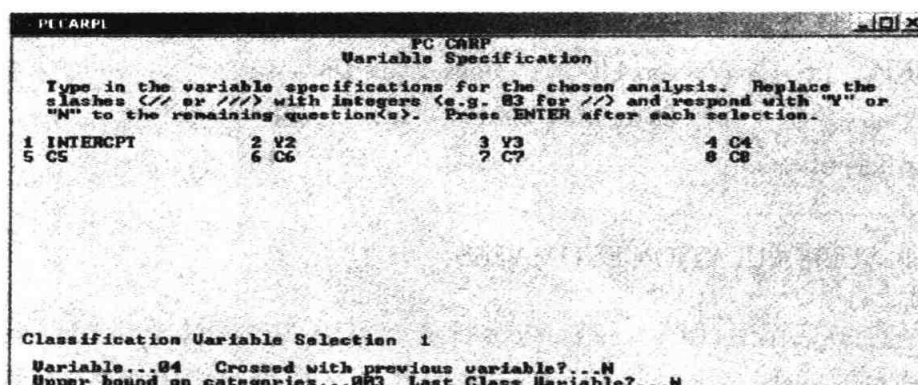 PCCARPL
PC CARP
Variable Specification
Type in the variable specifications for the chosen analysis. Replace the
slashes (// or ///) with integers (e.g. 03 for //) and respond with "Y" or
"N" to the remaining question(s). Press ENTER after each selection.
1 INTERCPT 2 Y2 3 Y3 4 C4
5 C5 6 C6 7 C7 8 C8
Classification Variable Selection 1
Variable...04 Crossed with previous variable?...N
Upper bound on categories...003 Last Class Variable?...N